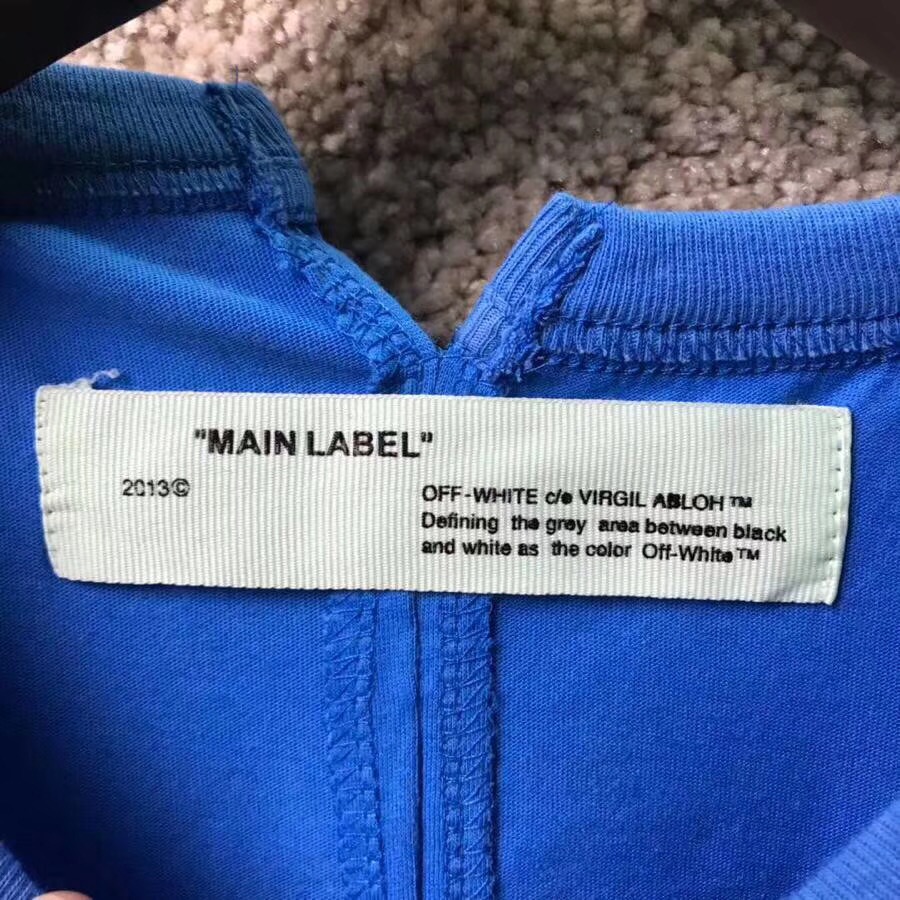 "MAIN LABEL"
2013©
OFF-WHITE c/o VIRGIL ABLOH™
Defining the grey area between black
and white as the color Off-White™